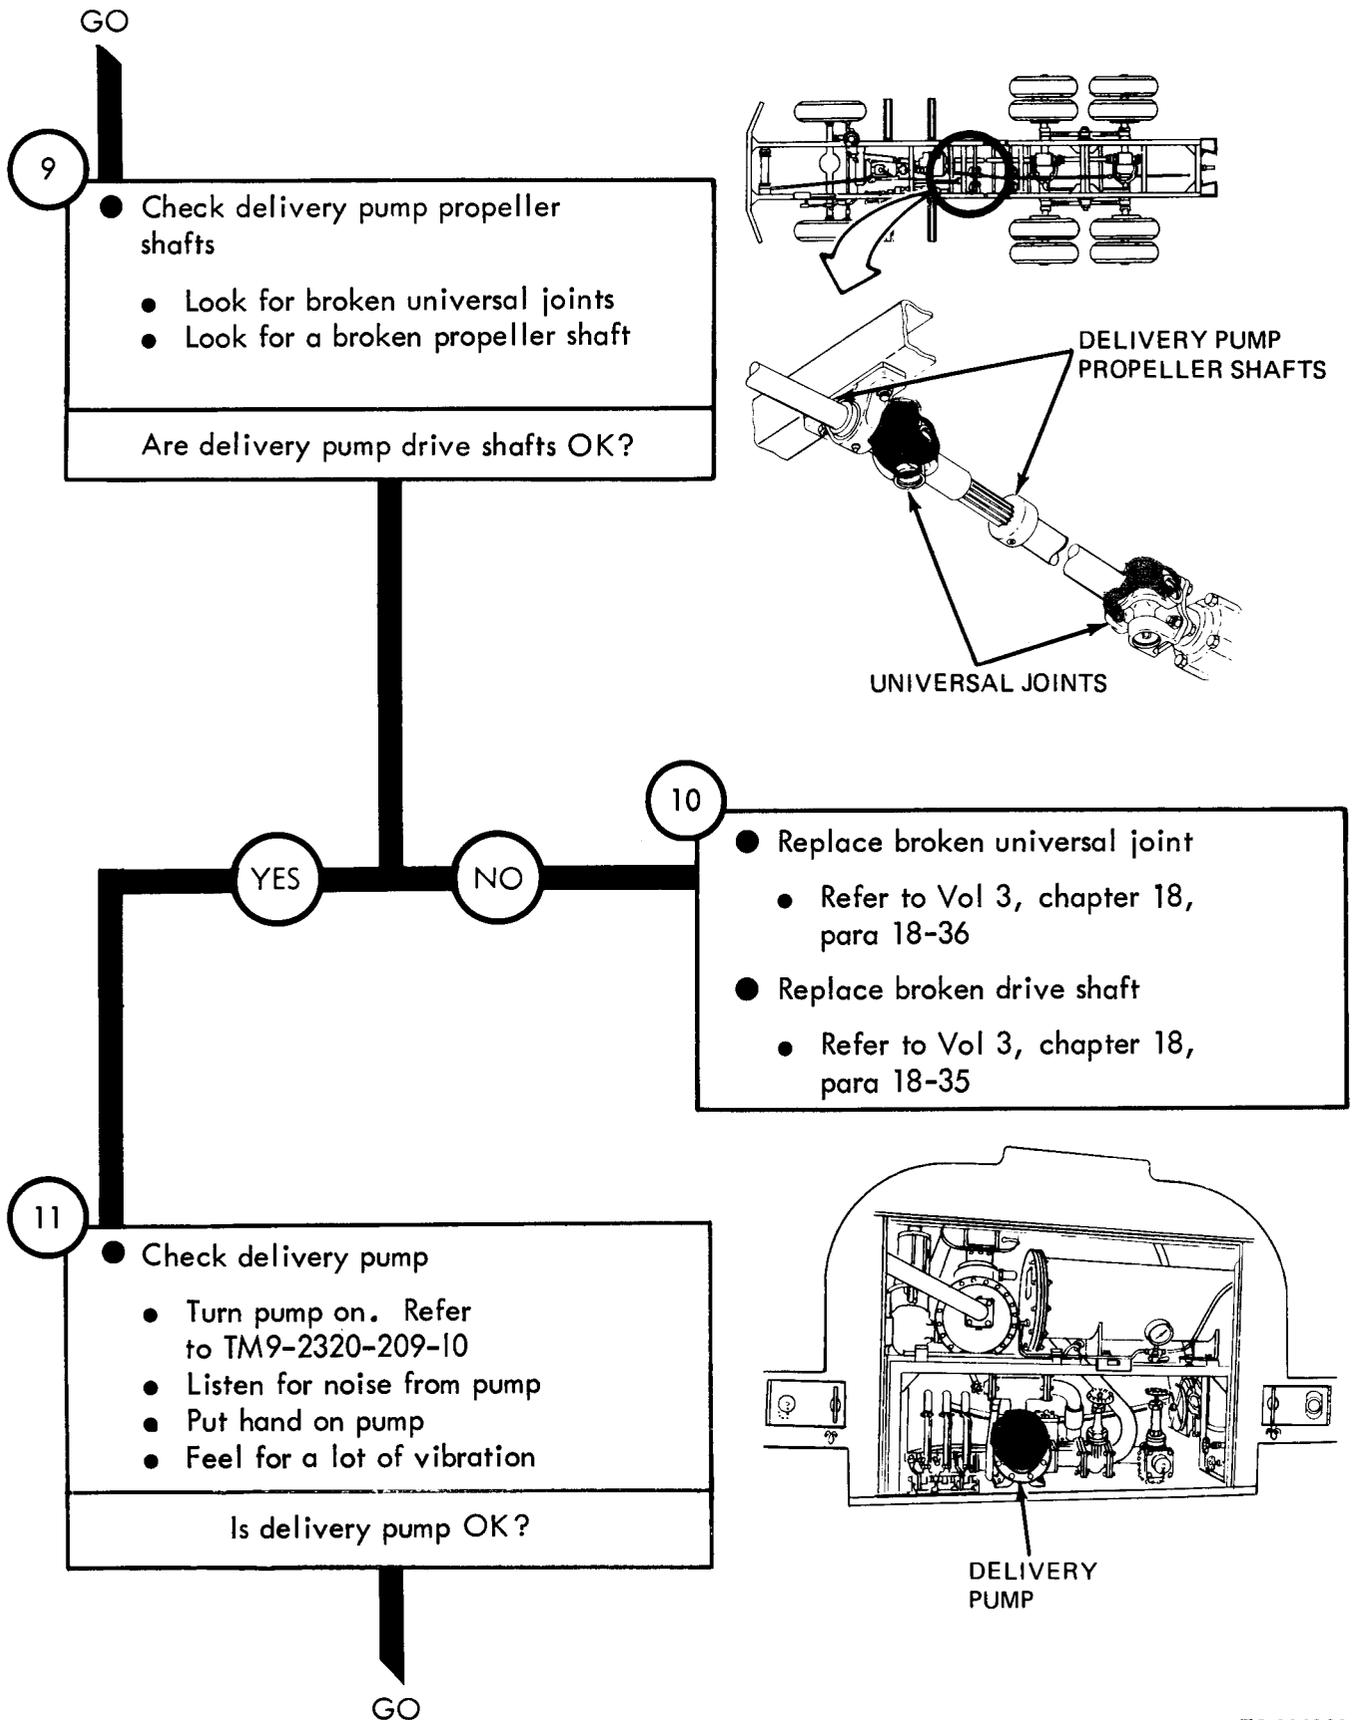 GO
9
● Check delivery pump propeller
shafts
● Look for broken universal joints
● Look for a broken propeller shaft
Are delivery pump drive shafts OK?
DELIVERY PUMP
PROPELLER SHAFTS
UNIVERSAL JOINTS
YES
NO
10
● Replace broken universal joint
● Refer to Vol 3, chapter 18,
para 18-36
● Replace broken drive shaft
● Refer to Vol 3, chapter 18,
para 18-35
11
● Check delivery pump
● Turn pump on. Refer
to TM9-2320-209-10
● Listen for noise from pump
● Put hand on pump
● Feel for a lot of vibration
Is delivery pump OK?
DELIVERY
PUMP
GO